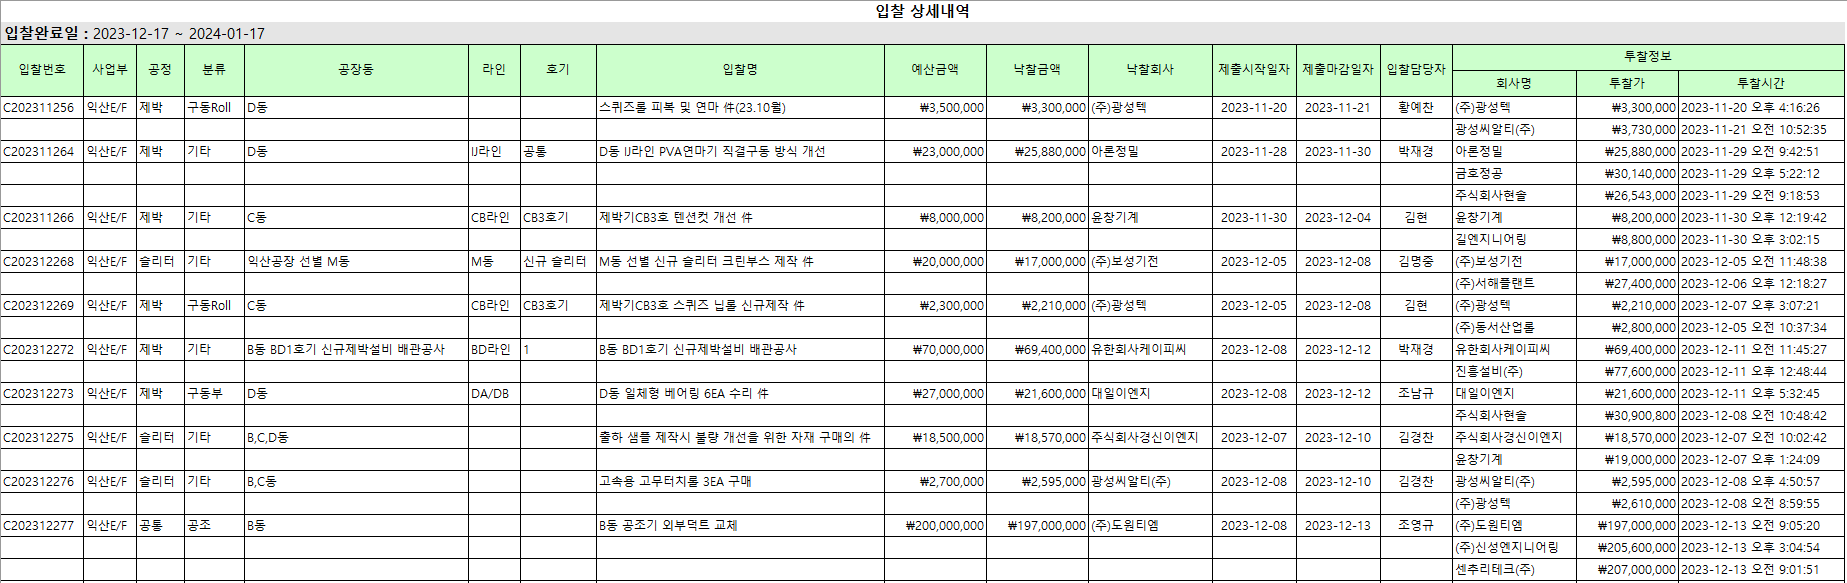 입찰 상세내역
입찰완료일 : 2023-12-17 ~ 2024-01-17
투찰정보
입찰번호 사업부 공정 분류 공장동 라인 호기 입찰명 예산금액 낙찰금액 낙찰회사 제출시작일자 제출마감일자 입찰담당자 회사명 투찰가 투찰시간
C202311256 익산E/F 제박 구동Roll D동 스퀴즈롤 피복 및 연마 件(23.10월) ₩3,500,000 ₩3,300,000 (주)광성텍 2023-11-20 2023-11-21 황예찬 (주)광성텍 ₩3,300,000 2023-11-20 오후 4:16:26
광성씨알티(주) ₩3,730,000 2023-11-21 오전 10:52:35
C202311264 익산E/F 제박 기타 D동 IJ라인 공통 D동 IJ라인 PVA연마기 직결구동 방식 개선 ₩23,000,000 ₩25,880,000 아론정밀 2023-11-28 2023-11-30 박재경 아론정밀 ₩25,880,000 2023-11-29 오전 9:42:51
금호정공 ₩30,140,000 2023-11-29 오후 5:22:12
주식회사현솔 ₩26,543,000 2023-11-29 오전 9:18:53
C202311266 익산E/F 제박 기타 C동 CB라인 CB3호기 제박기CB3호 텐션컷 개선 件 ₩8,000,000 ₩8,200,000 윤창기계 2023-11-30 2023-12-04 김현 윤창기계 ₩8,200,000 2023-11-30 오후 12:19:42
길엔지니어링 ₩8,800,000 2023-11-30 오후 3:02:15
C202312268 익산E/F 슬리터 기타 익산공장 선별 M동 M동 신규 슬리터 M동 선별 신규 슬리터 크린부스 제작 件 ₩20,000,000 ₩17,000,000 (주)보성기전 2023-12-05 2023-12-08 김명중 (주)보성기전 ₩17,000,000 2023-12-05 오전 11:48:38
(주)서해플랜트 ₩27,400,000 2023-12-06 오후 12:18:27
C202312269 익산E/F 제박 구동Roll C동 CB라인 CB3호기 제박기CB3호 스퀴즈 닙롤 신규제작 件 ₩2,300,000 ₩2,210,000 (주)광성텍 2023-12-05 2023-12-08 김현 (주)광성텍 ₩2,210,000 2023-12-07 오후 3:07:21
(주)동서산업롤 ₩2,800,000 2023-12-05 오전 10:37:34
C202312272 익산E/F 제박 기타 B동 BD1호기 신규제박설비 배관공사 BD라인 1 B동 BD1호기 신규제박설비 배관공사 ₩70,000,000 ₩69,400,000 유한회사케이피씨 2023-12-08 2023-12-12 박재경 유한회사케이피씨 ₩69,400,000 2023-12-11 오전 11:45:27
진흥설비(주) ₩77,600,000 2023-12-11 오후 12:48:44
C202312273 익산E/F 제박 구동부 D동 DA/DB D동 일체형 베어링 6EA 수리 件 ₩27,000,000 ₩21,600,000 대일이엔지 2023-12-08 2023-12-12 조남규 대일이엔지 ₩21,600,000 2023-12-11 오후 5:32:45
주식회사현솔 ₩30,900,800 2023-12-08 오전 10:48:42
C202312275 익산E/F 슬리터 기타 B,C,D동 출하 샘플 제작시 불량 개선을 위한 자재 구매의 件 ₩18,500,000 ₩18,570,000 주식회사경신이엔지 2023-12-07 2023-12-10 김경찬 주식회사경신이엔지 ₩18,570,000 2023-12-07 오전 10:02:42
윤창기계 ₩19,000,000 2023-12-07 오후 1:24:09
C202312276 익산E/F 슬리터 기타 B,C동 고속용 고무터치롤 3EA 구매 ₩2,700,000 ₩2,595,000 광성씨알티(주) 2023-12-08 2023-12-10 김경찬 광성씨알티(주) ₩2,595,000 2023-12-08 오후 4:50:57
(주)광성텍 ₩2,610,000 2023-12-08 오전 8:59:55
C202312277 익산E/F 공통 공조 B동 B동 공조기 외부덕트 교체 ₩200,000,000 ₩197,000,000 (주)도원티엠 2023-12-08 2023-12-13 조영규 (주)도원티엠 ₩197,000,000 2023-12-13 오전 9:05:20
(주)신성엔지니어링 ₩205,600,000 2023-12-13 오후 3:04:54
센추리테크(주) ₩207,000,000 2023-12-13 오전 9:01:51